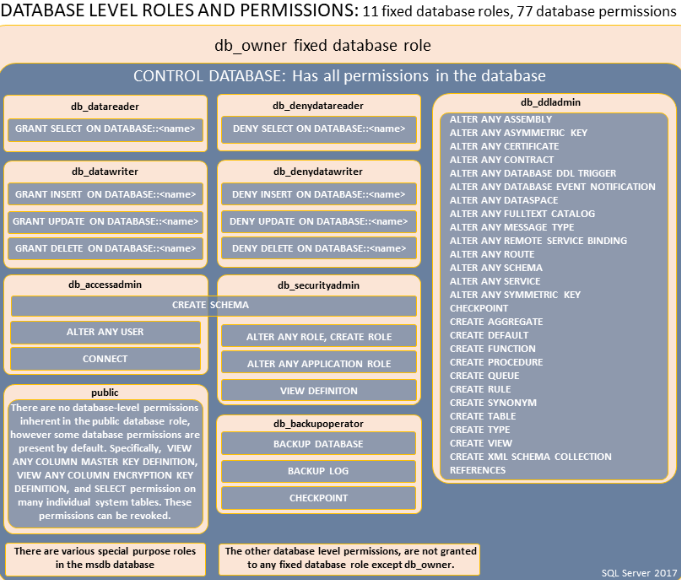 DATABASE LEVEL ROLES AND PERMISSIONS: 11 fixed database roles, 77 database permissions
db_owner fixed database role
CONTROL DATABASE: Has all permissions in the database
db_datareader
GRANT SELECT ON DATABASE::<name>
db_denydatareader
DENY SELECT ON DATABASE::<name>
db_datawriter
GRANT INSERT ON DATABASE::<name>
GRANT UPDATE ON DATABASE::<name>
GRANT DELETE ON DATABASE::<name>
db_denydatawriter
DENY INSERT ON DATABASE::<name>
DENY UPDATE ON DATABASE::<name>
DENY DELETE ON DATABASE::<name>
db_accessadmin
db_securityadmin
CREATE SCHEMA
ALTER ANY USER
CONNECT
ALTER ANY ROLE, CREATE ROLE
ALTER ANY APPLICATION ROLE
VIEW DEFINITON
public
There are no database-level permissions
inherent in the public database role,
however some database permissions are
present by default. Specifically, VIEW
ANY COLUMN MASTER KEY DEFINITION,
VIEW ANY COLUMN ENCRYPTION KEY
DEFINITION, and SELECT permission on
many individual system tables. These
permissions can be revoked.
db_backupoperator
BACKUP DATABASE
BACKUP LOG
CHECKPOINT
db_ddladmin
ALTER ANY ASSEMBLY
ALTER ANY ASYMMETRIC KEY
ALTER ANY CERTIFICATE
ALTER ANY CONTRACT
ALTER ANY DATABASE DDL TRIGGER
ALTER ANY DATABASE EVENT NOTIFICATION
ALTER ANY DATASPACE
ALTER ANY FULLTEXT CATALOG
ALTER ANY MESSAGE TYPE
ALTER ANY REMOTE SERVICE BINDING
ALTER ANY ROUTE
ALTER ANY SCHEMA
ALTER ANY SERVICE
ALTER ANY SYMMETRIC KEY
CHECKPOINT
CREATE AGGREGATE
CREATE DEFAULT
CREATE FUNCTION
CREATE PROCEDURE
CREATE QUEUE
CREATE RULE
CREATE SYNONYM
CREATE TABLE
CREATE TYPE
CREATE VIEW
CREATE XML SCHEMA COLLECTION
REFERENCES
There are various special purpose roles
in the msdb database
The other database level permissions, are not granted
to any fixed database role except db_owner.
SQL Server 2017